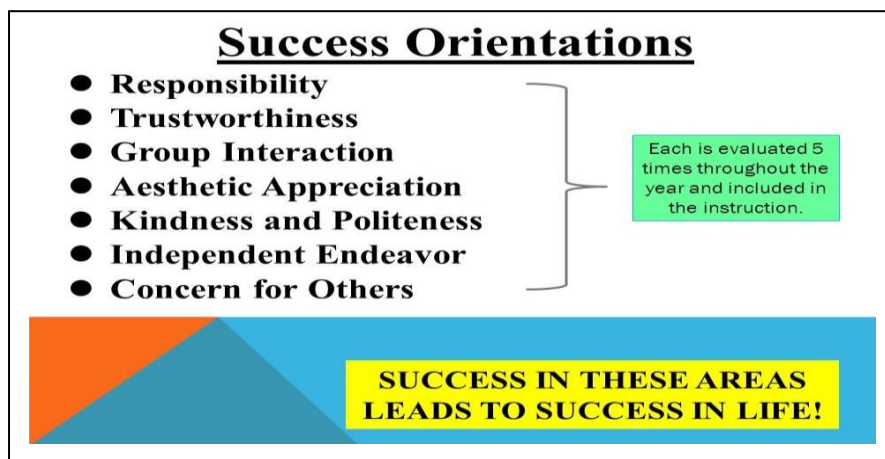 Success Orientations
● Responsibility
● Trustworthiness
● Group Interaction
● Aesthetic Appreciation
● Kindness and Politeness
● Independent Endeavor
● Concern for Others
Each is evaluated 5
times throughout the
year and included in
the instruction.
SUCCESS IN THESE AREAS
LEADS TO SUCCESS IN LIFE!